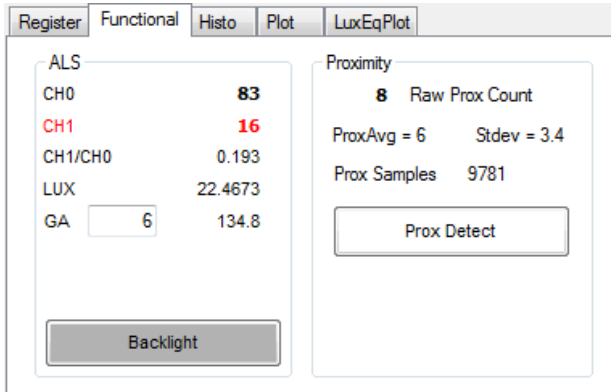 Register Functional Histo Plot LuxEqPlot
ALS
CH0 83
CH1 16
CH1/CH0 0.193
LUX 22.4673
GA 6 134.8
Backlight
Proximity
8 Raw Prox Count
ProxAvg = 6 Stdev = 3.4
Prox Samples 9781
Prox Detect